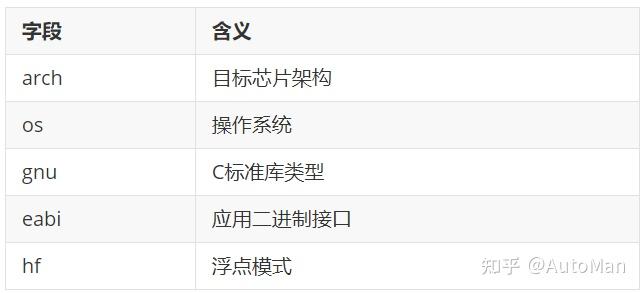 字段 含义
arch 目标芯片架构
os 操作系统
gnu C标准库类型
eabi 应用二进制接口
hf 浮点模式
知乎 @AutoMan